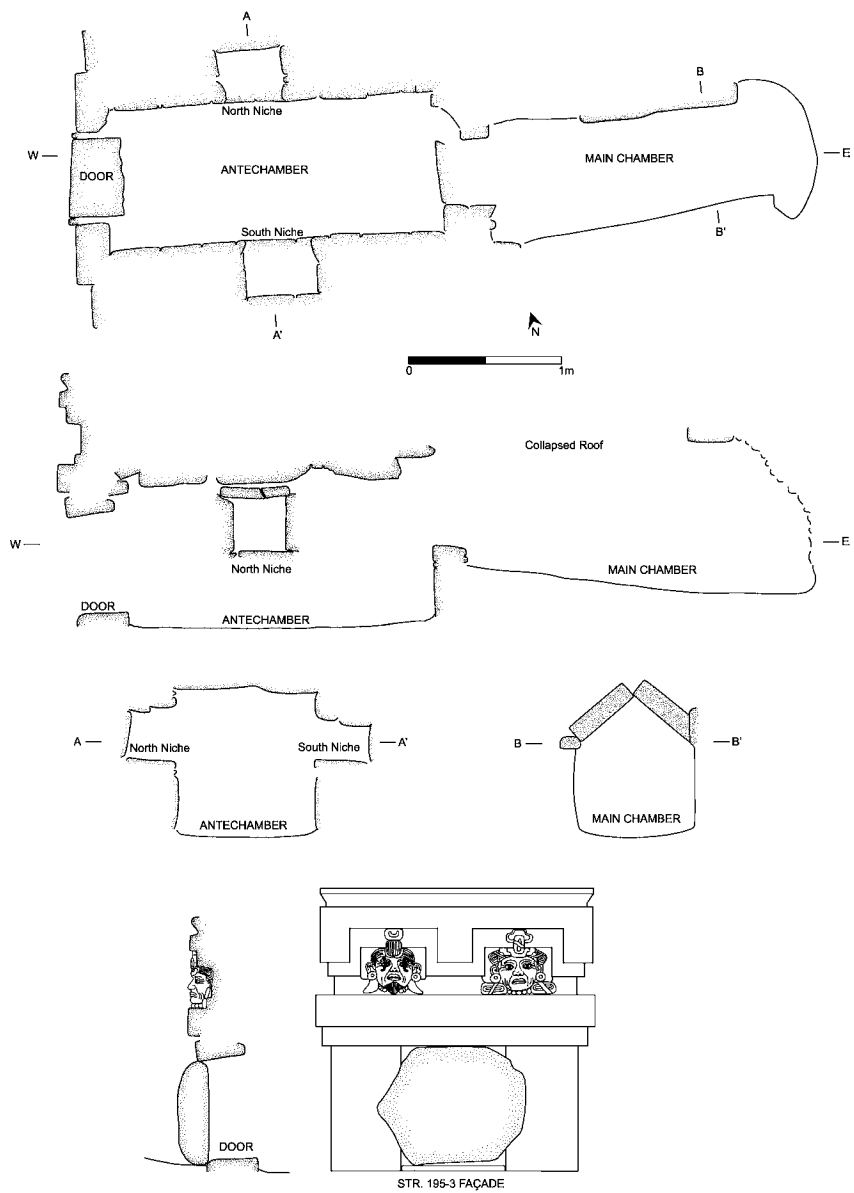 A
North Niche
B
W
DOOR
ANTECHAMBER
MAIN CHAMBER
E
South Niche
B'
A'
N
0
1m
Collapsed Roof
W
North Niche
E
MAIN CHAMBER
DOOR
ANTECHAMBER
A
North Niche
South Niche
A'
ANTECHAMBER
B
B'
MAIN CHAMBER
DOOR
STR. 195-3 FAÇADE